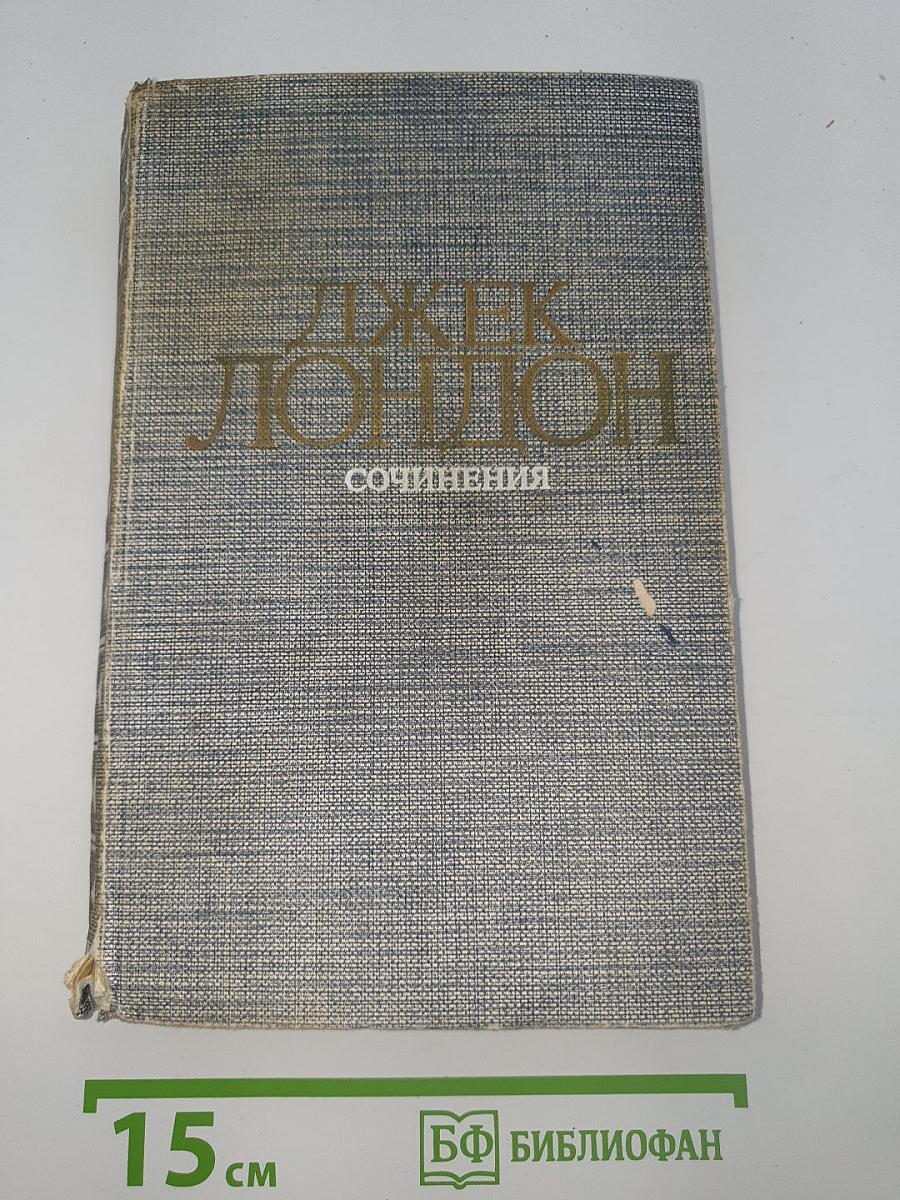 ДЖЕК
ЛОНДОН
СОЧИНЕНИЯ
15 см
БФ БИБЛИОФАН